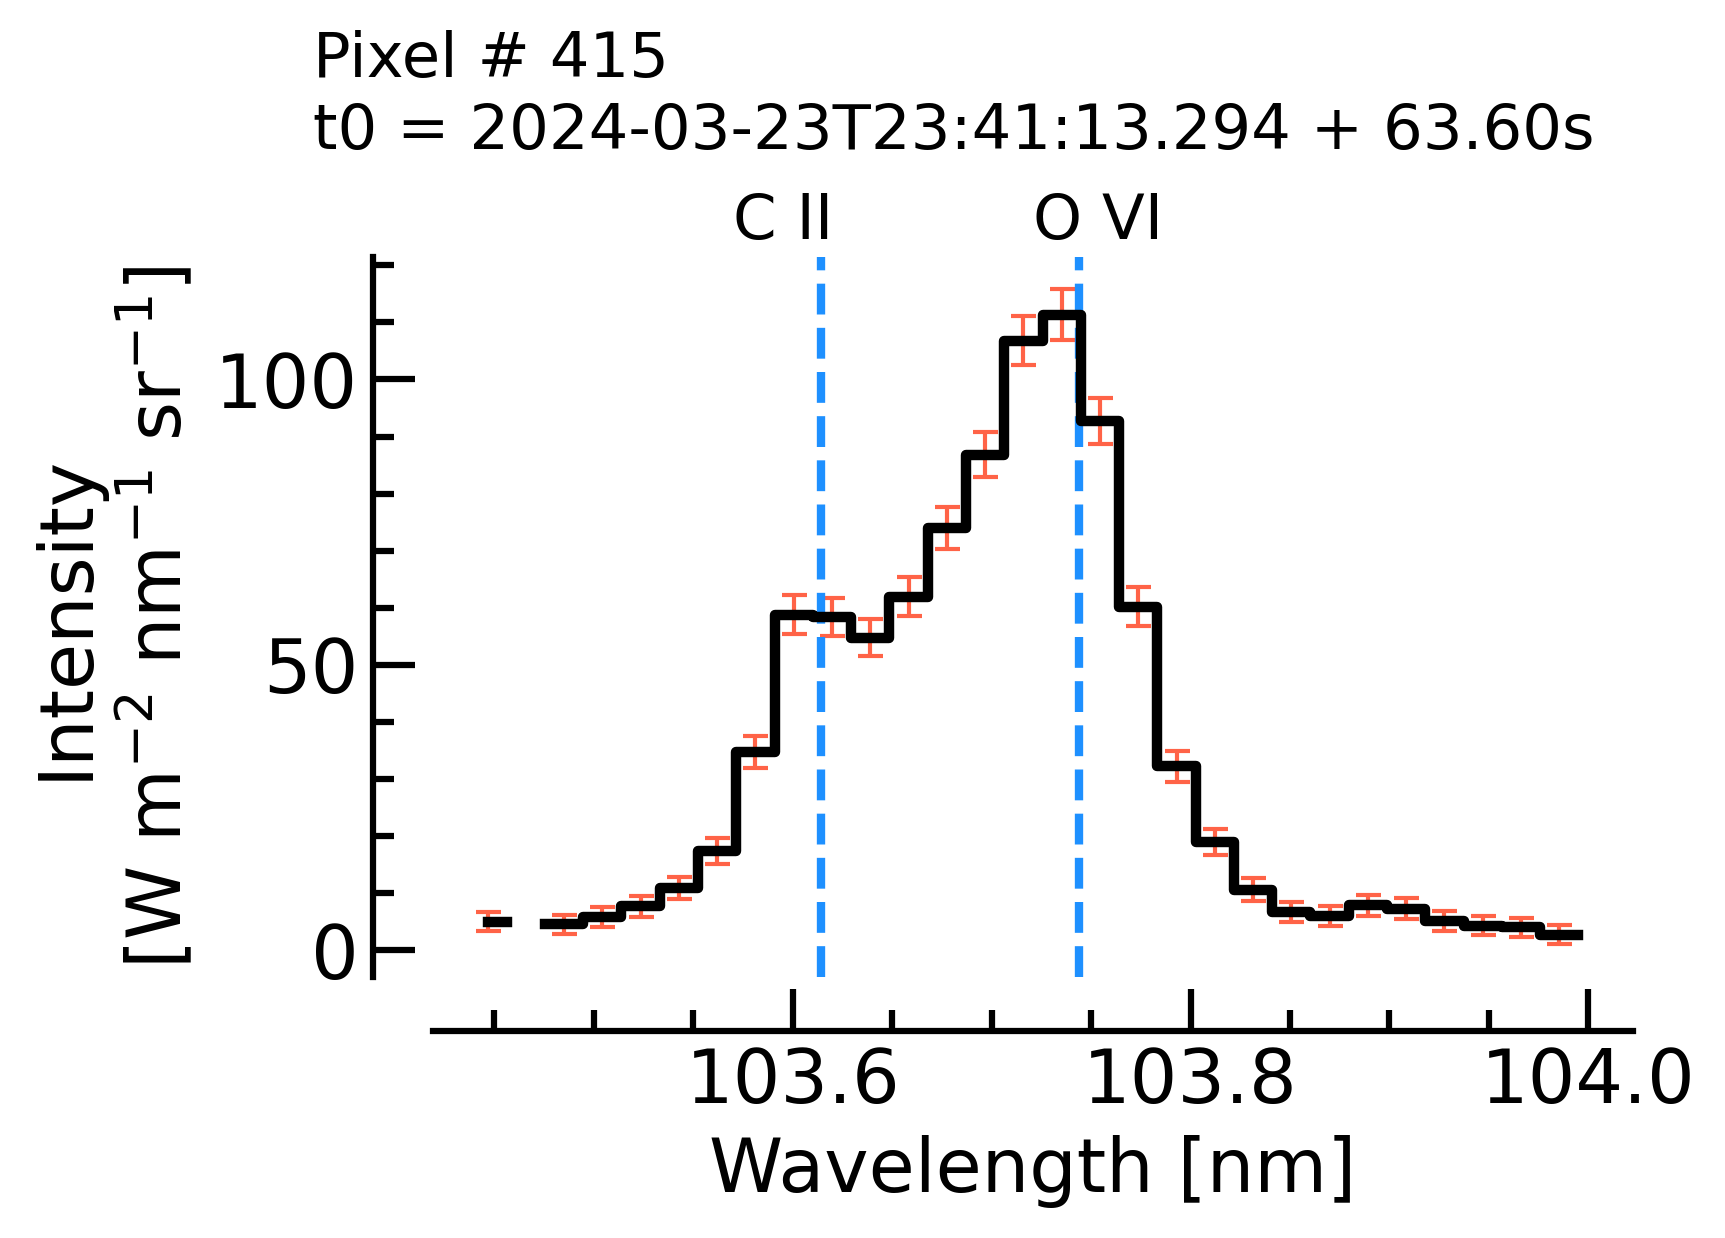 Pixel # 415
t0 = 2024-03-23T23:41:13.294 + 63.60s
C II
O VI
Intensity
[W m⁻² nm⁻¹ sr⁻¹]
100
50
0
103.6
103.8
104.0
Wavelength [nm]